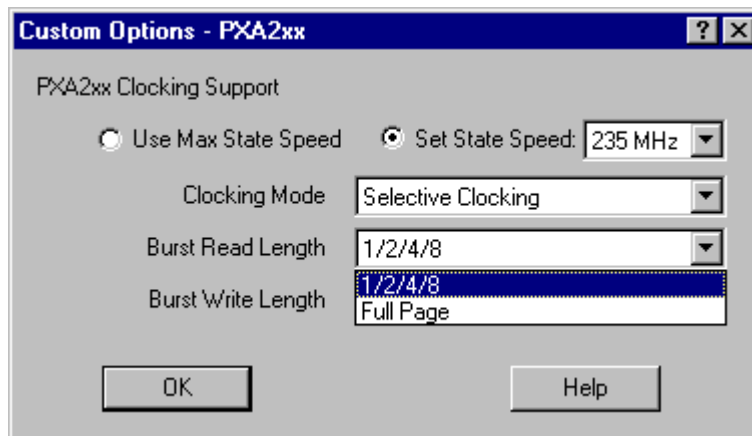 Custom Options - PXA2xx
PXA2xx Clocking Support
Use Max State Speed Set State Speed: 235 MHz
Clocking Mode Selective Clocking
Burst Read Length 1/2/4/8
1/2/4/8
Burst Write Length Full Page
OK Help